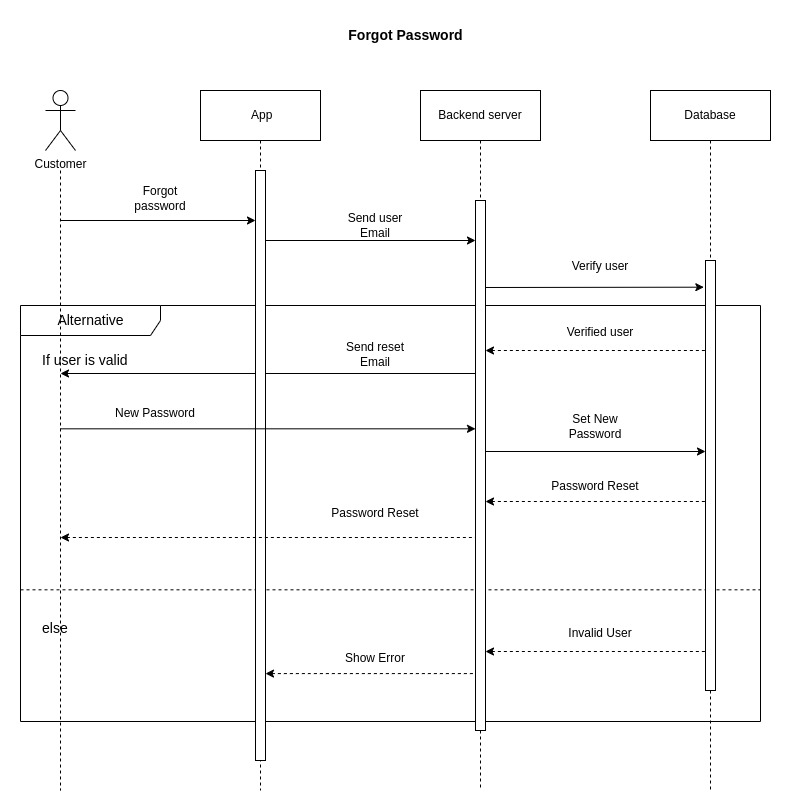 Forgot Password
App
Backend server
Database
Customer
Forgot
password
Send user
Email
Verify user
Alternative
Verified user
If user is valid
Send reset
Email
New Password
Set New
Password
Password Reset
Password Reset
else
Invalid User
Show Error